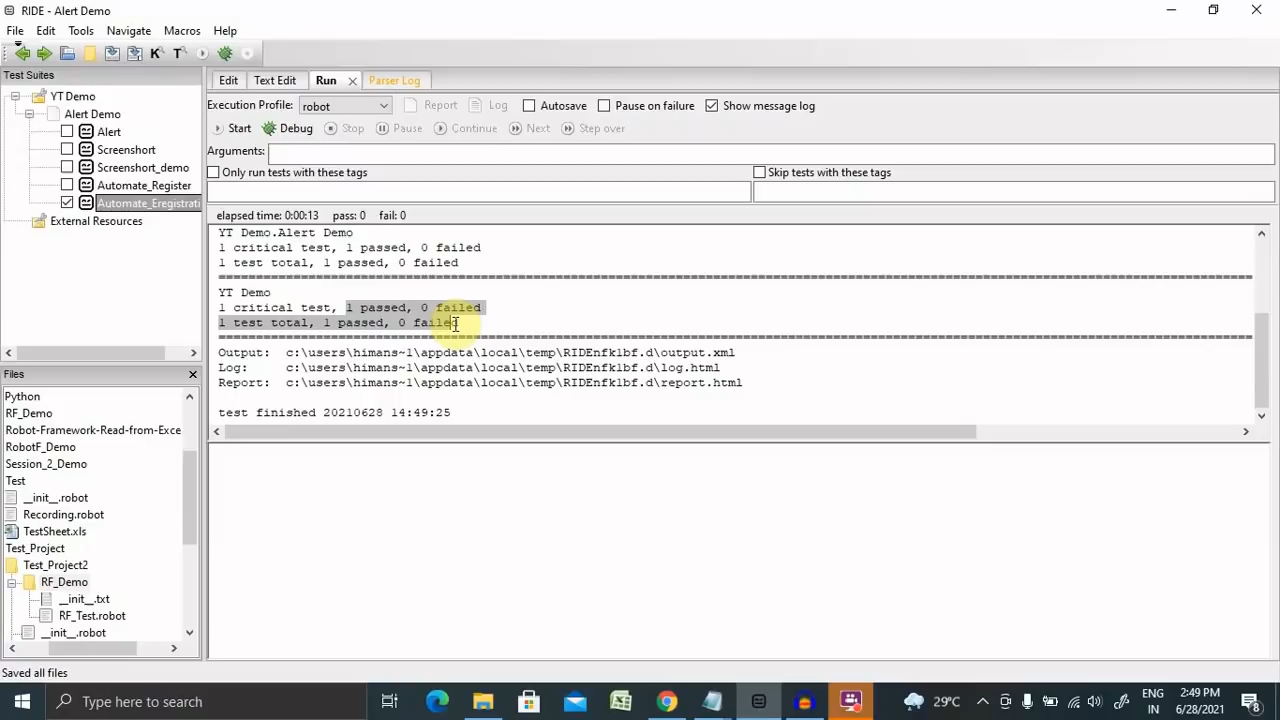 RIDE - Alert Demo
File Edit Tools Navigate Macros Help
K T
Test Suites
YT Demo
Alert Demo
Alert
Screenshort
Screenshort_demo
Automate_Register
Automate_Eregistrati
External Resources
Files
Python
RF_Demo
Robot-Framework-Read-from-Exce
RobotF_Demo
Session_2_Demo
Test
__init__.robot
Recording.robot
TestSheet.xls
Test_Project
Test_Project2
RF_Demo
__init__.txt
RF_Test.robot
__init__.robot
Edit Text Edit Run Parser Log
Execution Profile: robot Report Log Autosave Pause on failure Show message log
Start Debug Stop Pause Continue Next Step over
Arguments:
Only run tests with these tags Skip tests with these tags
elapsed time: 0:00:13 pass: 0 fail: 0
YT Demo.Alert Demo
1 critical test, 1 passed, 0 failed
1 test total, 1 passed, 0 failed
YT Demo
1 critical test, 1 passed, 0 failed
1 test total, 1 passed, 0 failed
Output: c:\users\himans~1\appdata\local\temp\RIDEnfk1bf.d\output.xml
Log: c:\users\himans~1\appdata\local\temp\RIDEnfk1bf.d\log.html
Report: c:\users\himans~1\appdata\local\temp\RIDEnfk1bf.d\report.html
test finished 20210628 14:49:25
Saved all files
Type here to search
29°C
ENG
IN
2:49 PM
6/28/2021
8